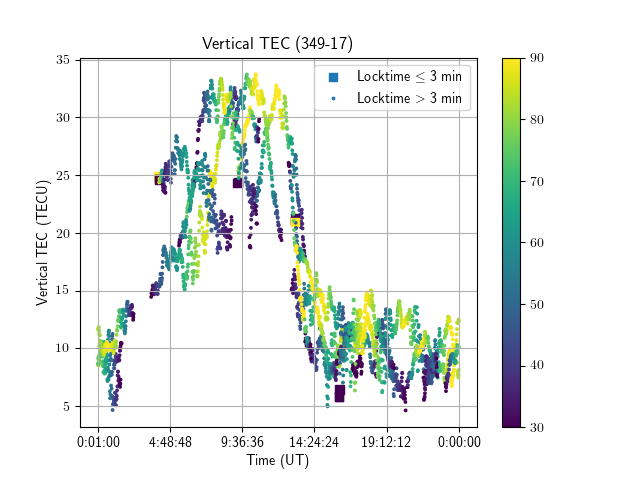 Vertical TEC (349-17)
Locktime ≤ 3 min
Locktime > 3 min
Vertical TEC (TECU)
35
30
25
20
15
10
5
0:01:00 4:48:48 9:36:36 14:24:24 19:12:12 0:00:00
Time (UT)
90
80
70
60
50
40
30